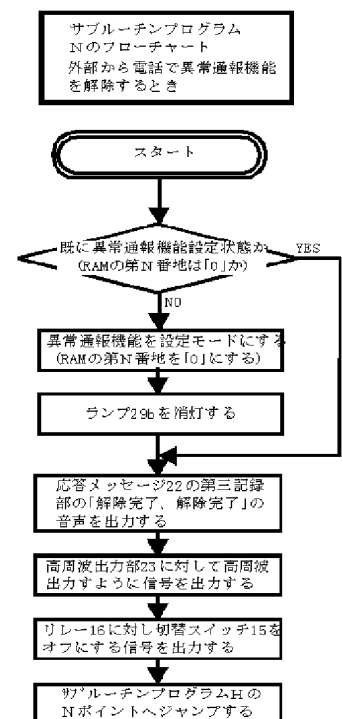 サブルーチンプログラム
Nのフローチャート
外部から電話で異常通報機能
を解除するとき
スタート
既に異常通報機能設定状態か
(RAMの第N番地は「0」か)
YES
NO
異常通報機能を設定モードにする
(RAMの第N番地を「0」にする)
ランプ29bを消灯する
応答メッセージ22の第三記録
部の「解除完了、解除完了」の
音声を出力する
高周波出力部23に対して高周波
出力すように信号を出力する
リレー16に対し切替スイッチ15を
オフにする信号を出力する
サブルーチンプログラムHの
Nポイントへジャンプする